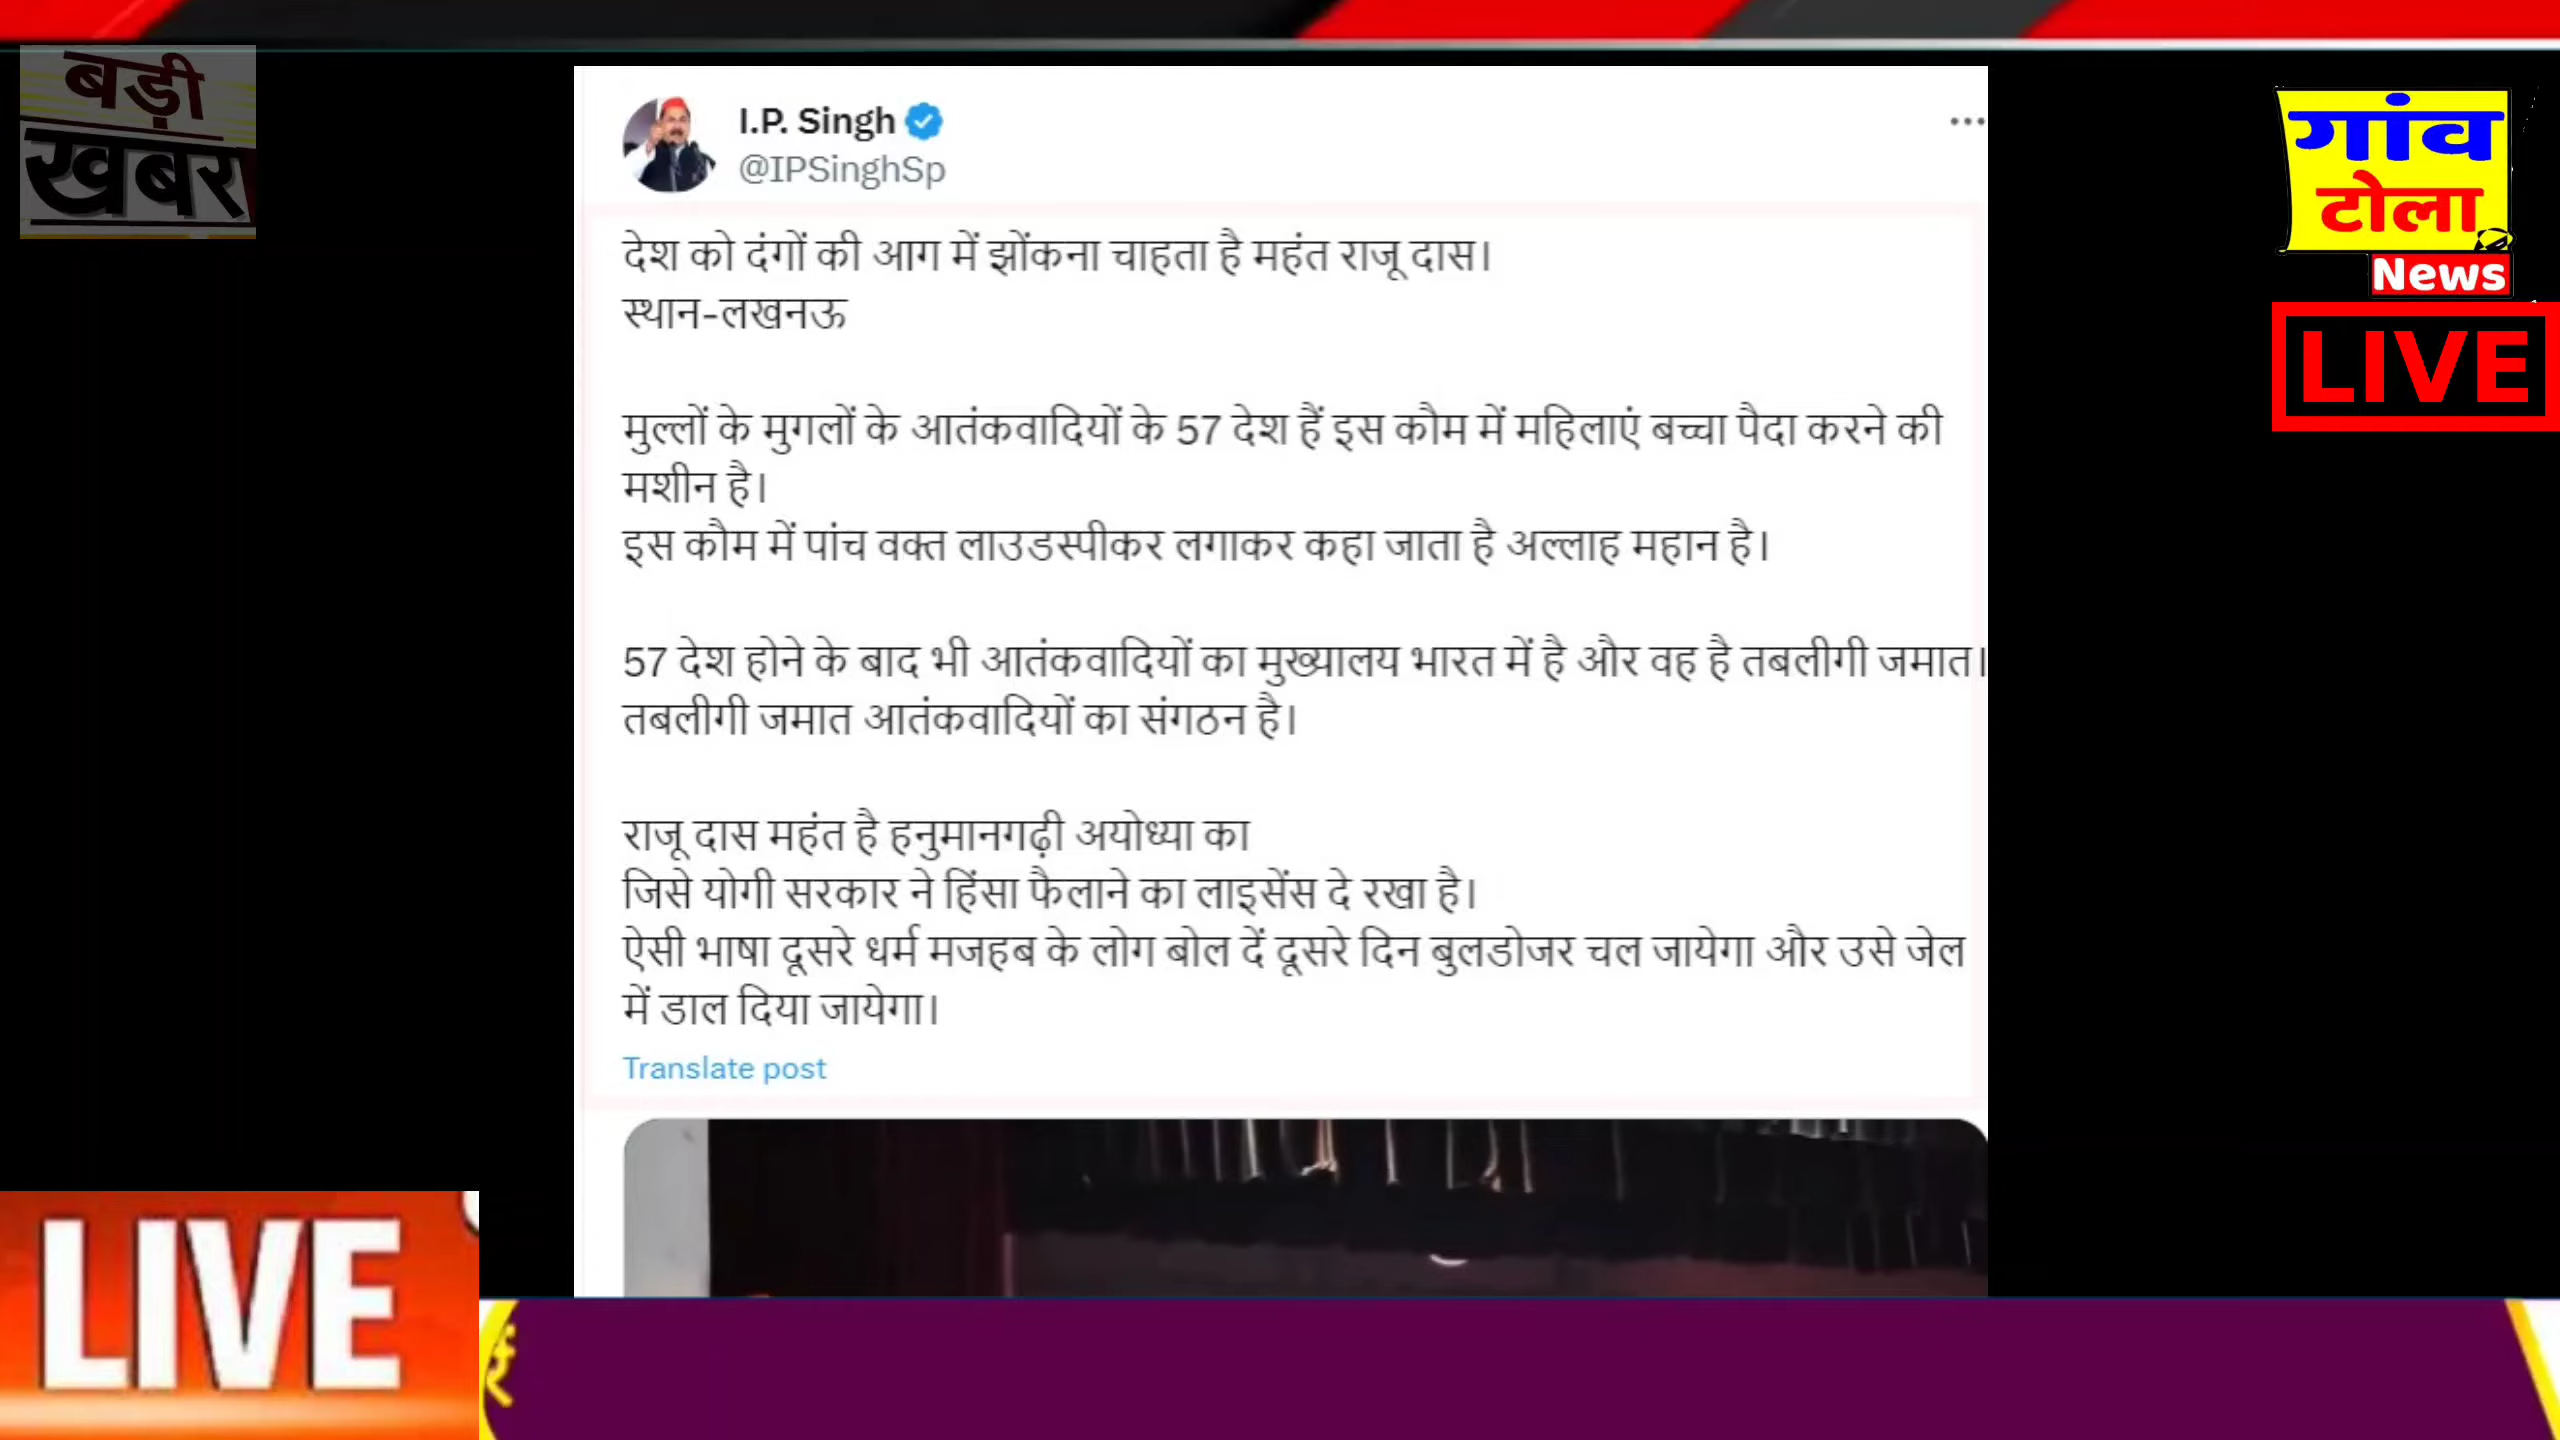 बड़ी
खबर
I.P. Singh
@IPSinghSp
गांव
टोला
News
LIVE
देश को दंगों की आग में झोंकना चाहता है महंत राजू दास।
स्थान-लखनऊ
मुल्लों के मुगलों के आतंकवादियों के 57 देश हैं इस कौम में महिलाएं बच्चा पैदा करने की
मशीन है।
इस कौम में पांच वक्त लाउडस्पीकर लगाकर कहा जाता है अल्लाह महान है।
57 देश होने के बाद भी आतंकवादियों का मुख्यालय भारत में है और वह है तबलीगी जमात।
तबलीगी जमात आतंकवादियों का संगठन है।
राजू दास महंत है हनुमानगढ़ी अयोध्या का
जिसे योगी सरकार ने हिंसा फैलाने का लाइसेंस दे रखा है।
ऐसी भाषा दूसरे धर्म मजहब के लोग बोल दें दूसरे दिन बुलडोजर चल जायेगा और उसे जेल
में डाल दिया जायेगा।
Translate post
LIVE